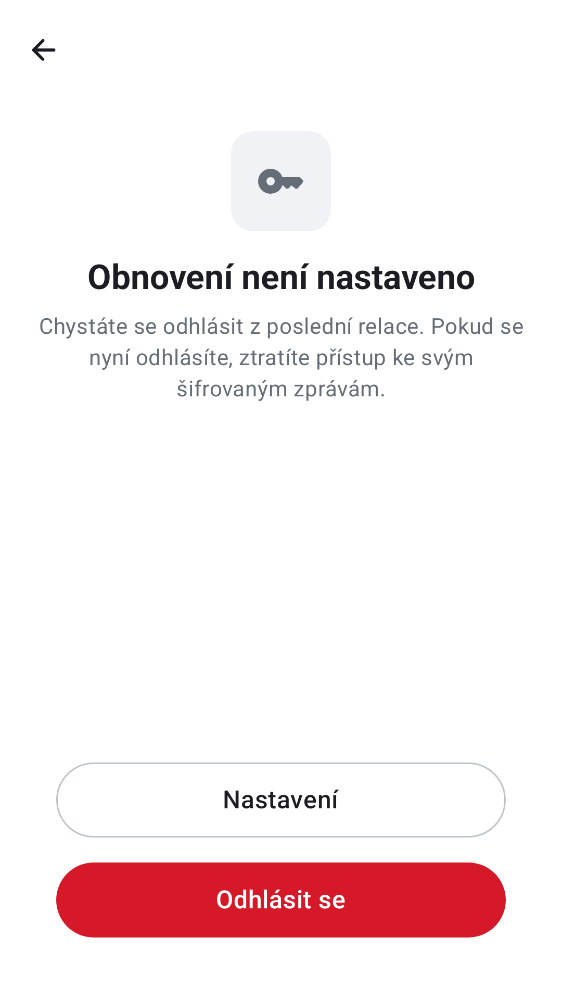 Obnovení není nastaveno
Chystáte se odhlásit z poslední relace. Pokud se
nyní odhlásíte, ztratíte přístup ke svým
šifrovaným zprávám.
Nastavení
Odhlásit se